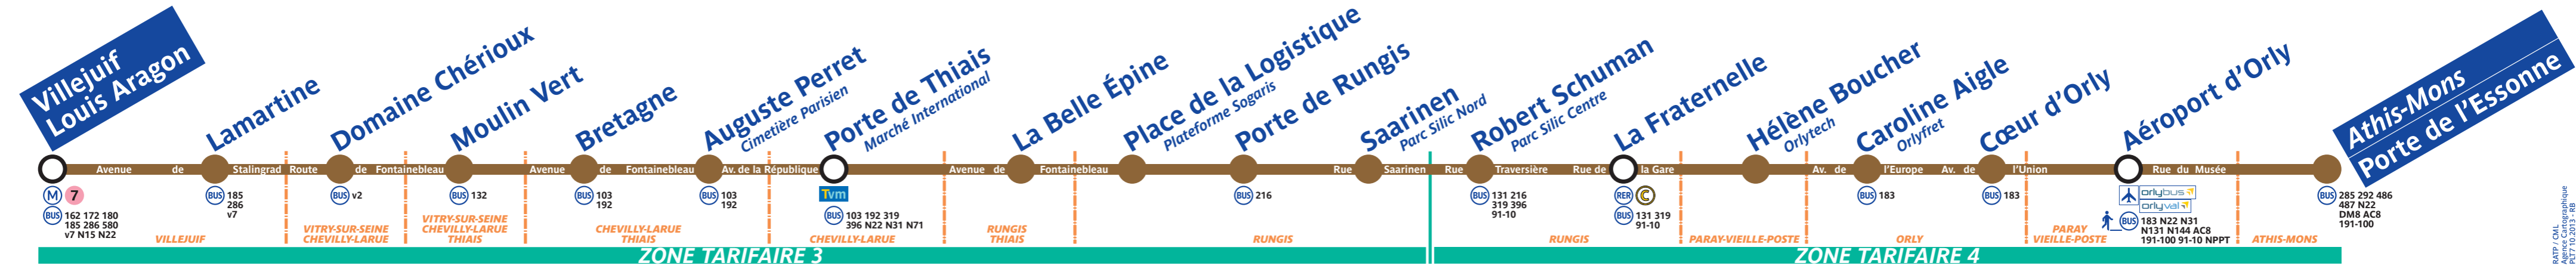 Villejuif
Louis Aragon
Lamartine
Domaine Chérioux
Moulin Vert
Bretagne
Auguste Perret
Cimetière Parisien
Porte de Thiais
Marché International
La Belle Épine
Place de la Logistique
Plateforme Sogaris
Porte de Rungis
Saarinen
Parc Silic Nord
Robert Schuman
Parc Silic Centre
La Fraternelle
Hélène Boucher
Orlytech
Caroline Aigle
Orlyfret
Cœur d'Orly
Aéroport d'Orly
Athis-Mons
Porte de l'Essonne
Avenue de Stalingrad Route de Fontainebleau Avenue de Fontainebleau Av. de la République Avenue de Fontainebleau Rue Saarinen Rue Traversière Rue de la Gare Av. de l'Europe Av. de l'Union Rue du Musée
M 7
BUS 162 172 180
185 286 580
v7 N15 N22
BUS 185
286
v7
BUS v2
BUS 132
BUS 103
192
BUS 103
192
Tvm
BUS 103 192 319
396 N22 N31 N71
BUS 216
BUS 131 216
319 396
91-10
RER C
BUS 131 319
91-10
BUS 183
BUS 183
orlybus
orlyval
BUS 183 N22 N31
N131 N144 AC8
191-100 91-10 NPPT
BUS 285 292 486
487 N22
DM8 AC8
191-100
VILLEJUIF
VITRY-SUR-SEINE
CHEVILLY-LARUE
VITRY-SUR-SEINE
CHEVILLY-LARUE
THIAIS
CHEVILLY-LARUE
THIAIS
CHEVILLY-LARUE
RUNGIS
THIAIS
RUNGIS
RUNGIS
PARAY-VIEILLE-POSTE
ORLY
PARAY
VIEILLE-POSTE
ATHIS-MONS
ZONE TARIFAIRE 3
ZONE TARIFAIRE 4
RATP / CML
Agence Cartographique